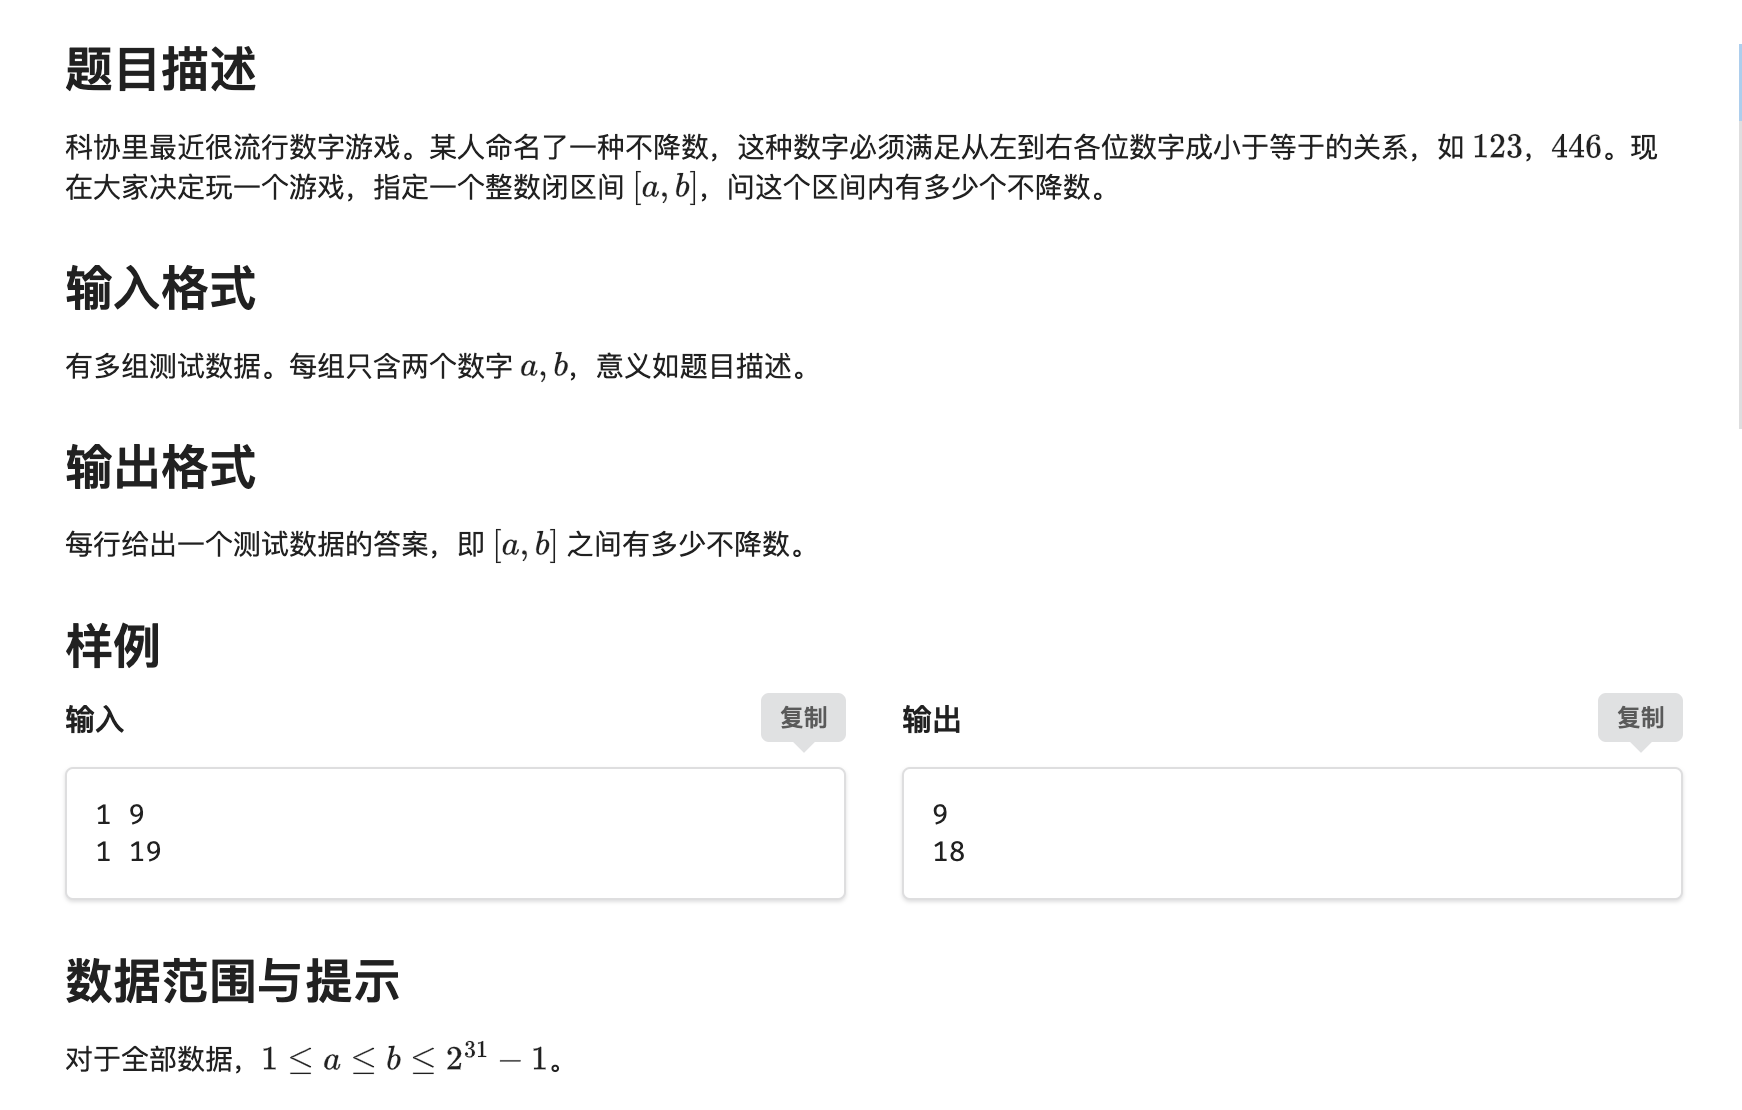 题目描述
科协里最近很流行数字游戏。某人命名了一种不降数，这种数字必须满足从左到右各位数字成小于等于的关系，如 123，446。现
在大家决定玩一个游戏，指定一个整数闭区间 [a, b]，问这个区间内有多少个不降数。
输入格式
有多组测试数据。每组只含两个数字 a, b，意义如题目描述。
输出格式
每行给出一个测试数据的答案，即 [a, b] 之间有多少不降数。
样例
输入
复制
1 9
1 19
输出
复制
9
18
数据范围与提示
对于全部数据，1 ≤ a ≤ b ≤ 2³¹ − 1。